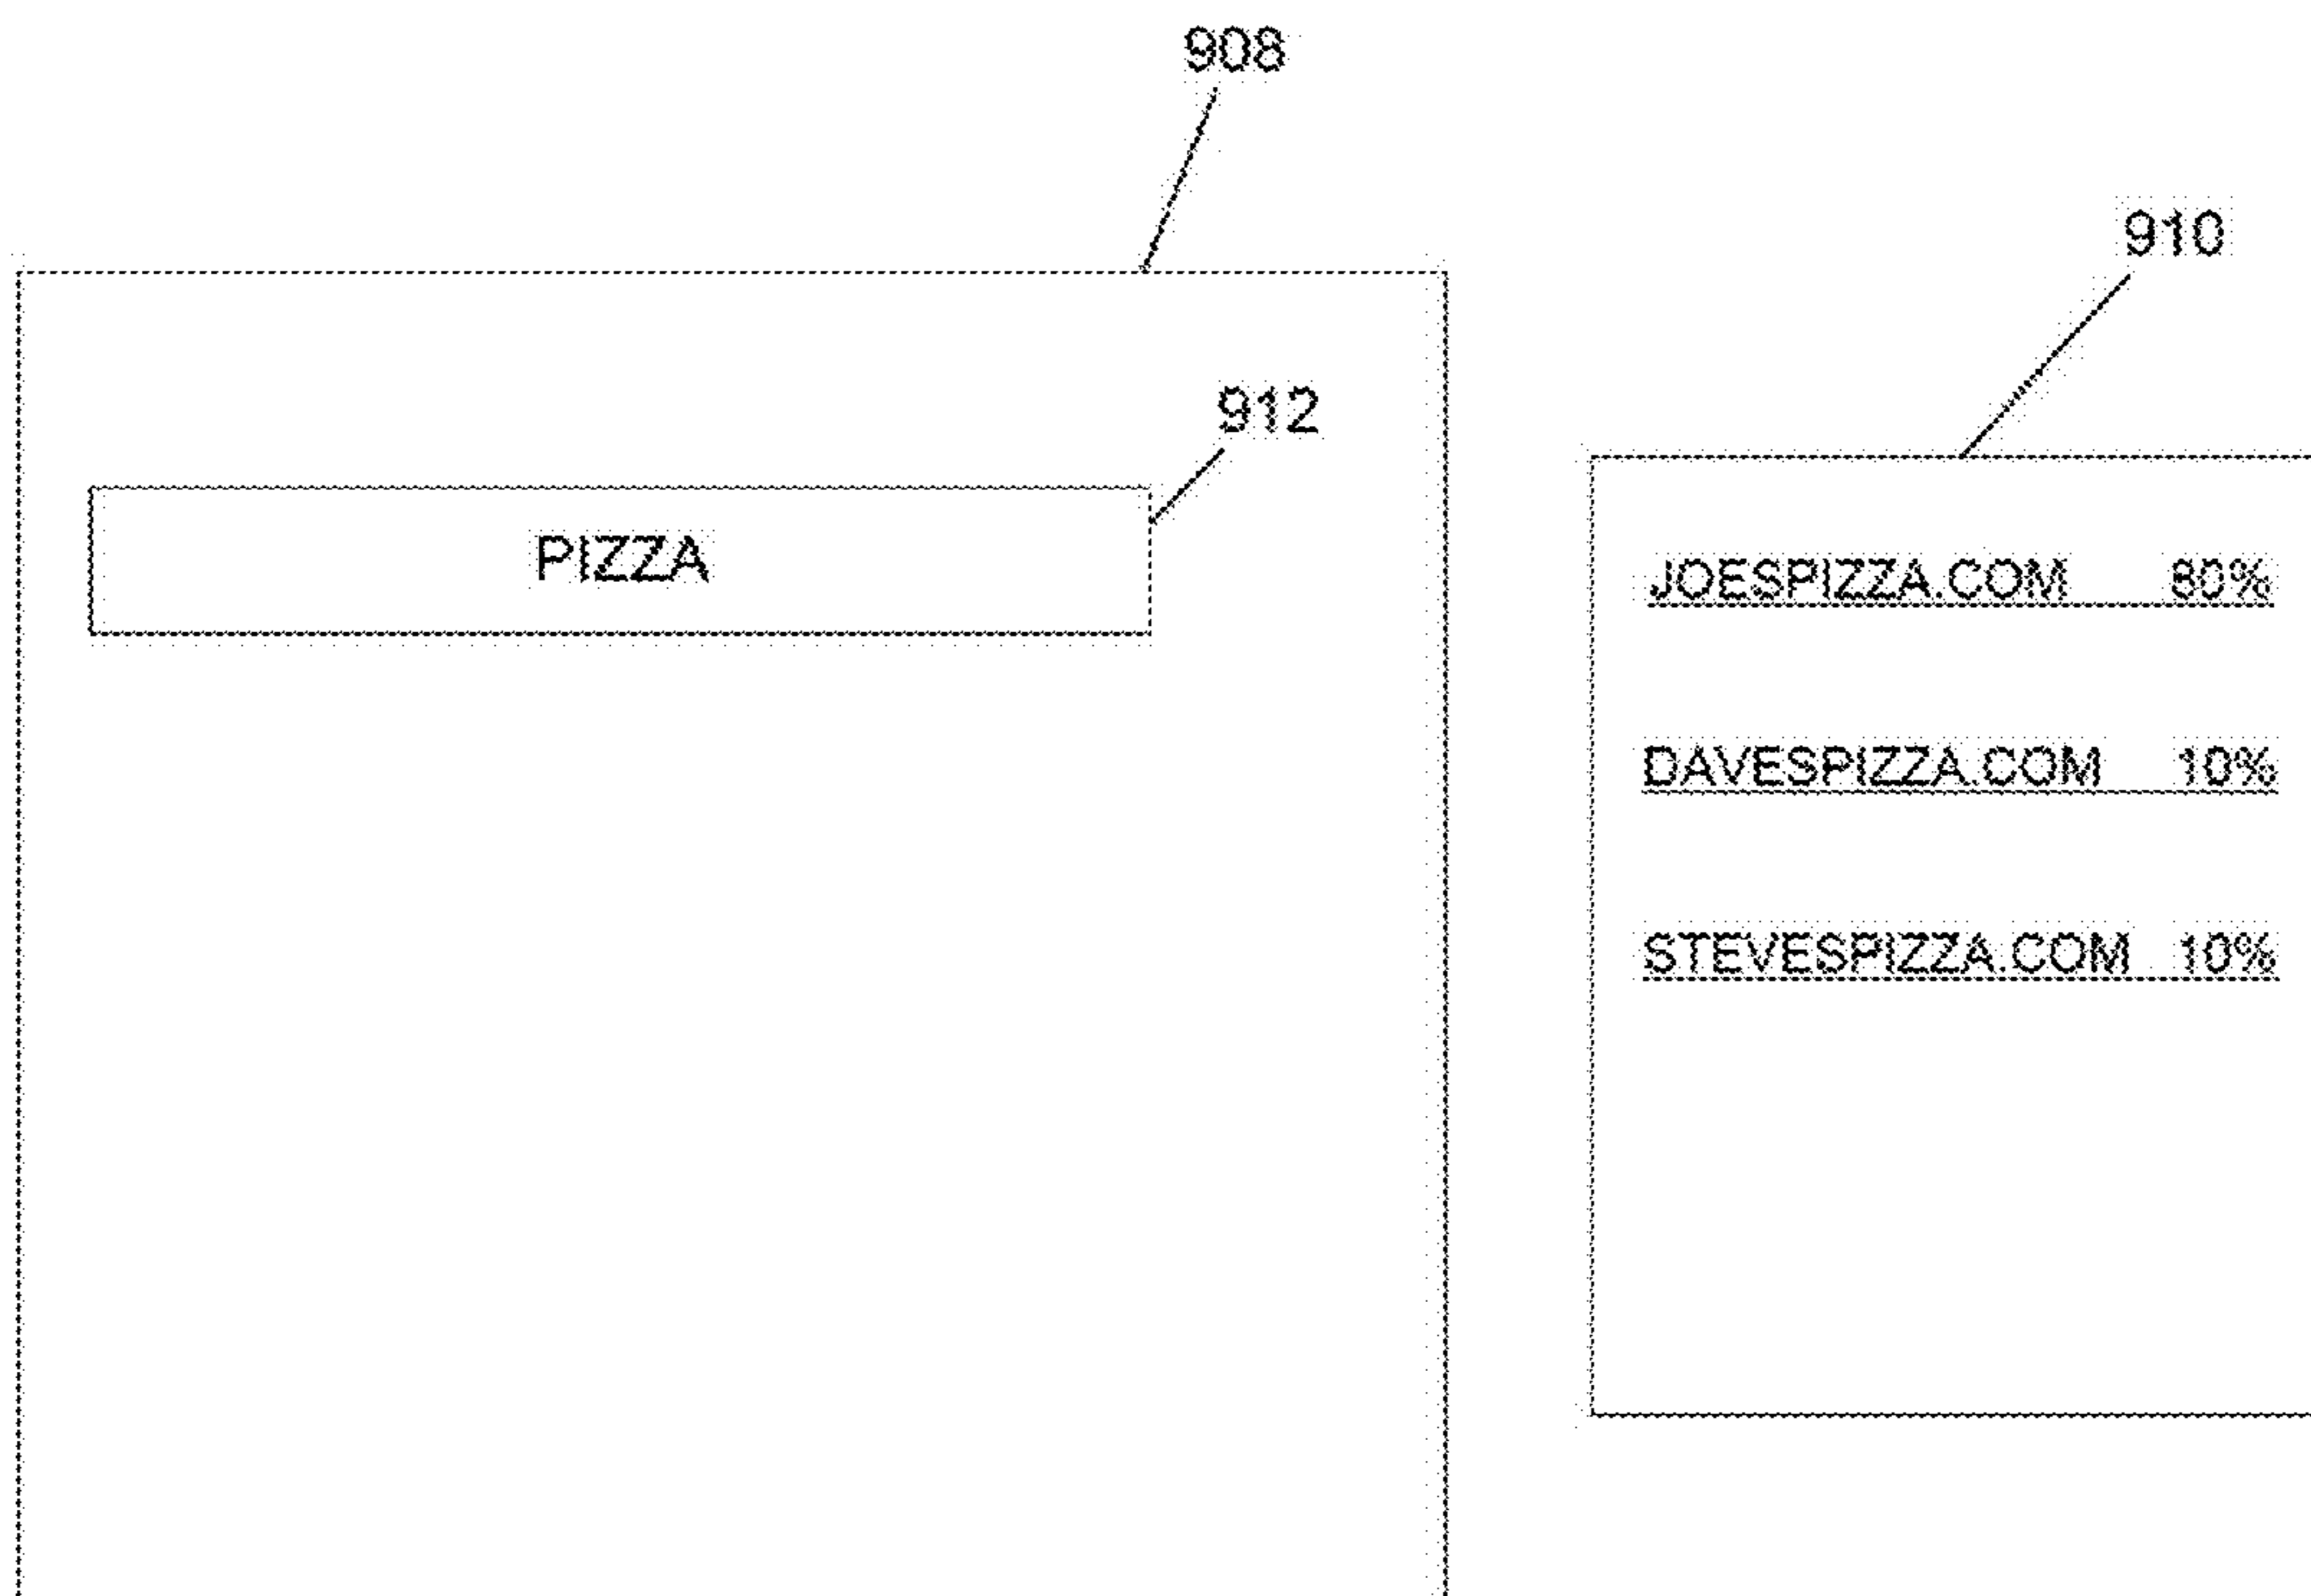 908
910
912
PIZZA
JOESPIZZA.COM 80%
DAVESPIZZA.COM 10%
STEVESPIZZA.COM 10%